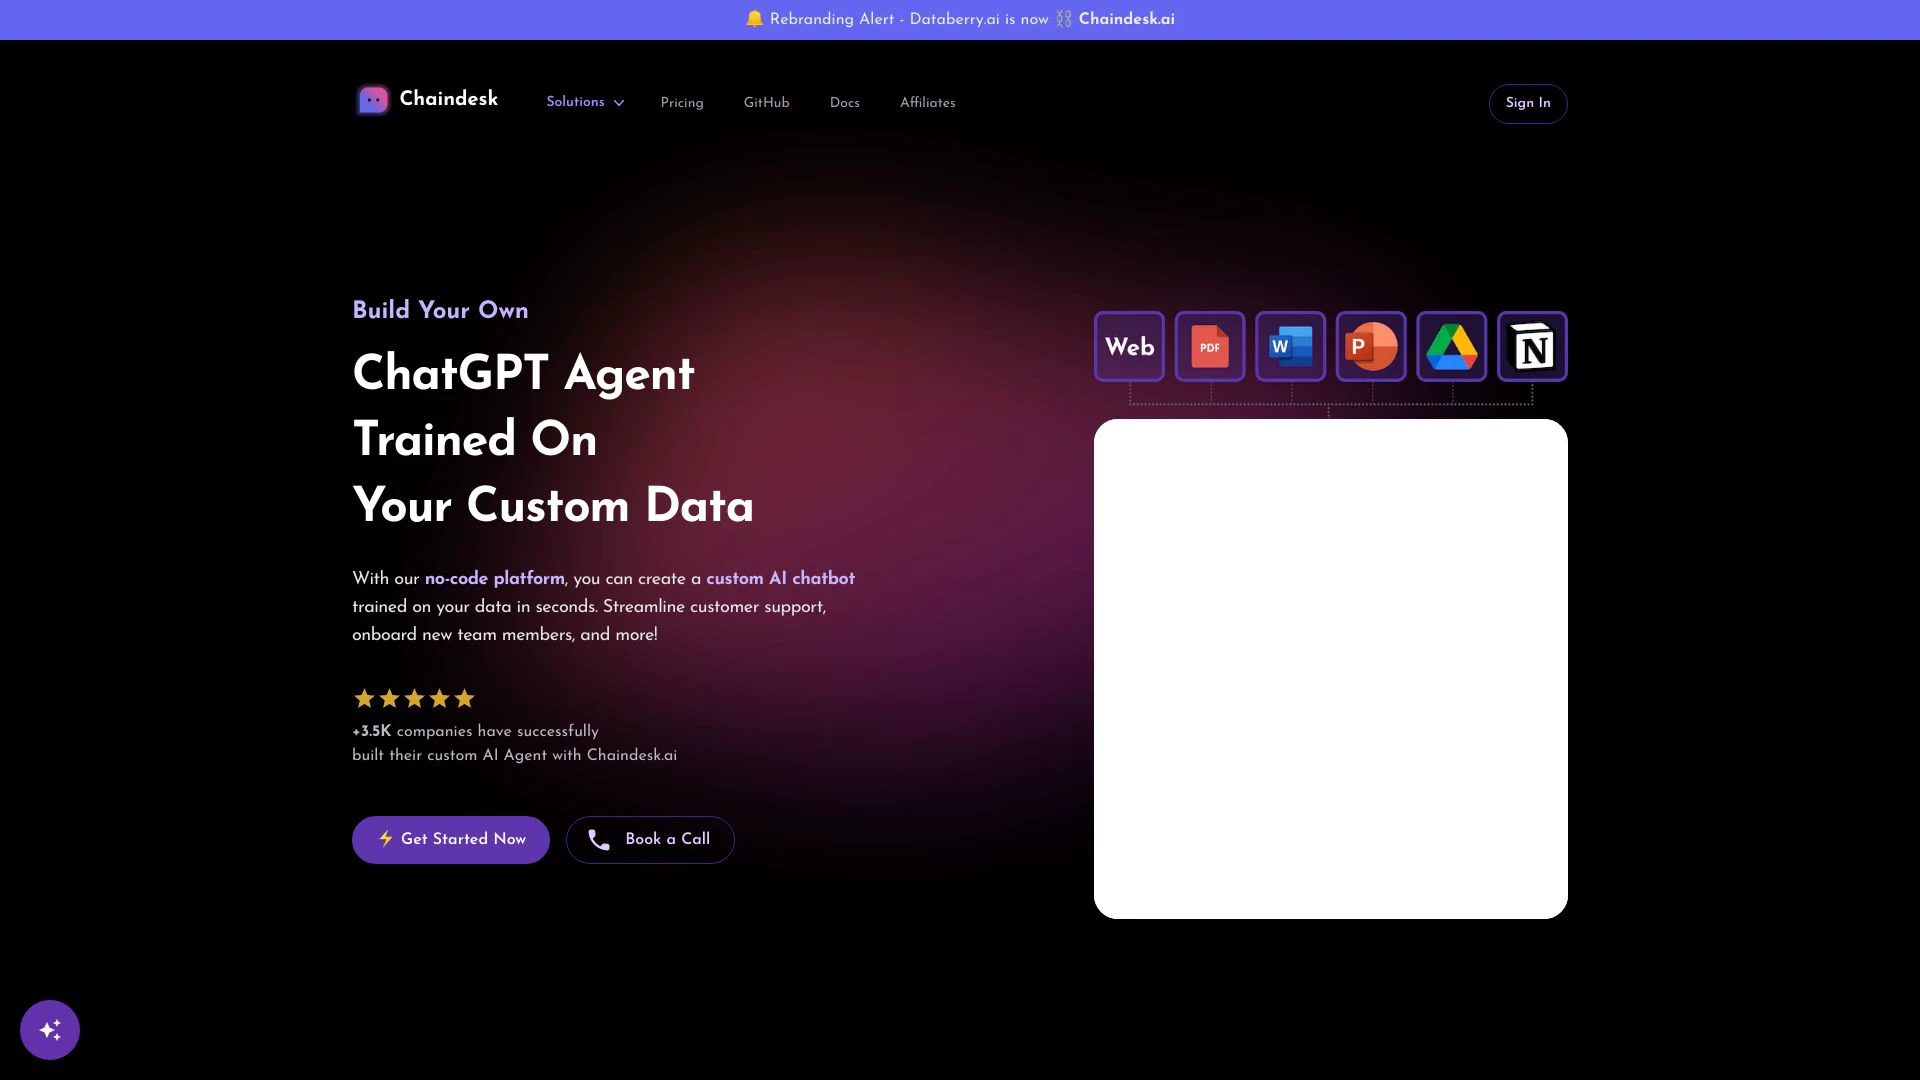 🔔 Rebranding Alert - Databerry.ai is now ⛓️ Chaindesk.ai
Chaindesk
Solutions
Pricing
GitHub
Docs
Affiliates
Sign In
Build Your Own
ChatGPT Agent
Trained On
Your Custom Data
With our no-code platform, you can create a custom AI chatbot
trained on your data in seconds. Streamline customer support,
onboard new team members, and more!
+3.5K companies have successfully
built their custom AI Agent with Chaindesk.ai
⚡ Get Started Now
Book a Call
Web
PDF
W
P
N